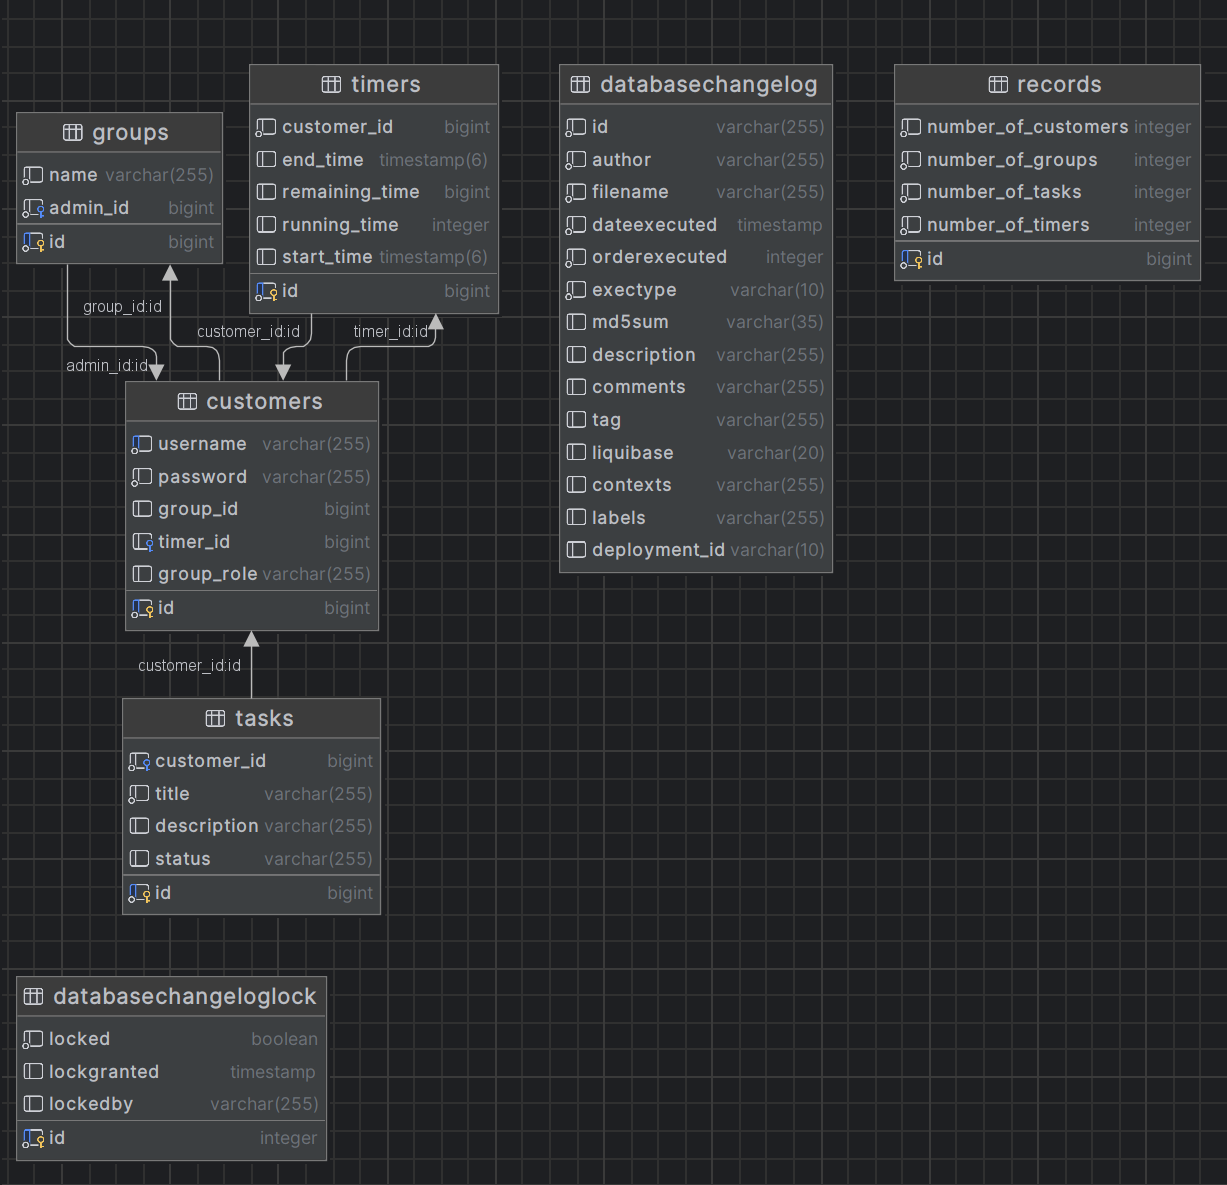 groups
name varchar(255)
admin_id bigint
id bigint
timers
customer_id bigint
end_time timestamp(6)
remaining_time bigint
running_time integer
start_time timestamp(6)
id bigint
databasechangelog
id varchar(255)
author varchar(255)
filename varchar(255)
dateexecuted timestamp
orderexecuted integer
exectype varchar(10)
md5sum varchar(35)
description varchar(255)
comments varchar(255)
tag varchar(255)
liquibase varchar(20)
contexts varchar(255)
labels varchar(255)
deployment_id varchar(10)
records
number_of_customers integer
number_of_groups integer
number_of_tasks integer
number_of_timers integer
id bigint
group_id:id
customer_id:id
timer_id:id
admin_id:id
customers
username varchar(255)
password varchar(255)
group_id bigint
timer_id bigint
group_role varchar(255)
id bigint
customer_id:id
tasks
customer_id bigint
title varchar(255)
description varchar(255)
status varchar(255)
id bigint
databasechangeloglock
locked boolean
lockgranted timestamp
lockedby varchar(255)
id integer